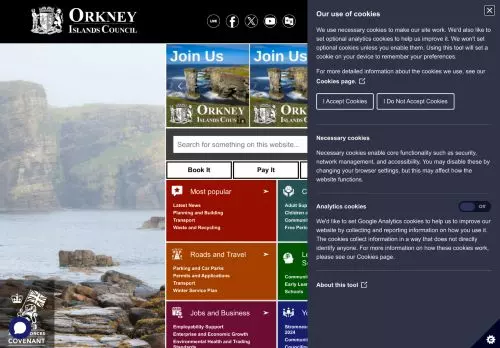 ORKNEY
ISLANDS COUNCIL
LIVE
Join Us
Join Us
ORKNEY
ISLANDS COUNCIL
ORKNEY
ISLANDS COUNCIL
Search for something on this website...
Book It
Pay It
Most popular
Latest News
Planning and Building
Transport
Waste and Recycling
Adult Sup
Children
Communit
Free Perio
Roads and Travel
Parking and Car Parks
Permits and Applications
Transport
Winter Service Plan
Communit
Early Lear
Schools
Jobs and Business
Employability Support
Enterprise and Economic Growth
Environmental Health and Trading
Standards
Stromness
2024
Communit
Councillor
COVENANT
Our use of cookies
We use necessary cookies to make our site work. We'd also like to
set optional analytics cookies to help us improve it. We won't set
optional cookies unless you enable them. Using this tool will set a
cookie on your device to remember your preferences.
For more detailed information about the cookies we use, see our
Cookies page.
I Accept Cookies
I Do Not Accept Cookies
Necessary cookies
Necessary cookies enable core functionality such as security,
network management, and accessibility. You may disable these by
changing your browser settings, but this may affect how the
website functions.
Analytics cookies
Off
We'd like to set Google Analytics cookies to help us to improve our
website by collecting and reporting information on how you use it.
The cookies collect information in a way that does not directly
identify anyone. For more information on how these cookies work,
please see our Cookies page.
About this tool